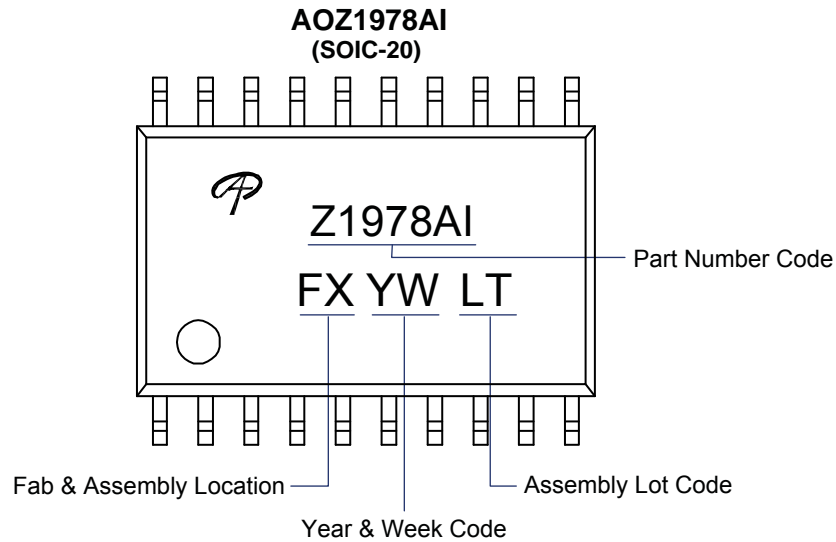 AOZ1978AI
(SOIC-20)
Z1978AI
Part Number Code
FX YW LT
Fab & Assembly Location
Assembly Lot Code
Year & Week Code